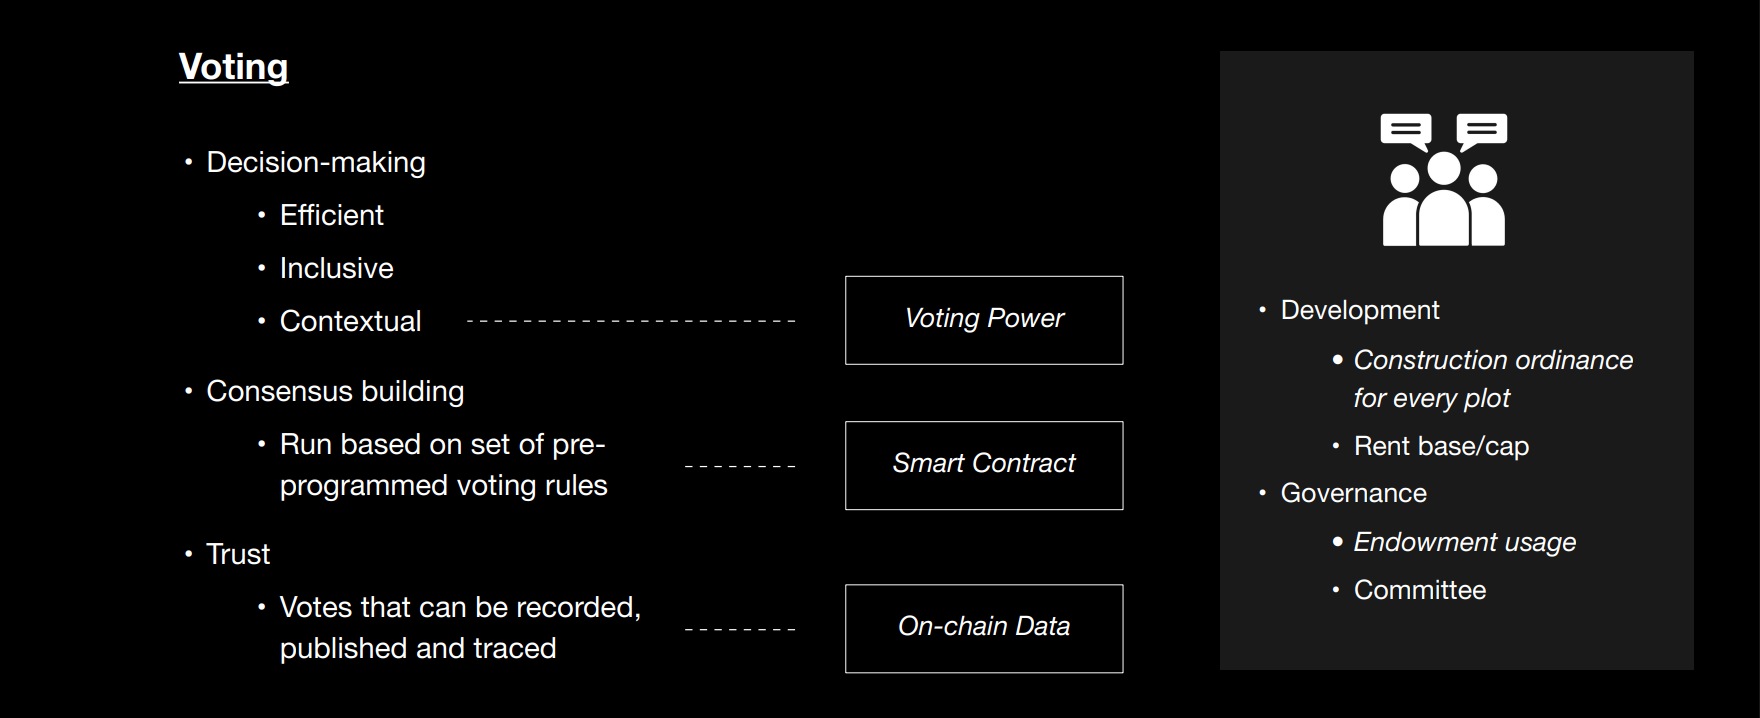 Voting
• Decision-making
• Efficient
• Inclusive
• Contextual
Voting Power
• Consensus building
• Run based on set of pre-
programmed voting rules
Smart Contract
• Trust
• Votes that can be recorded,
published and traced
On-chain Data
• Development
• Construction ordinance
for every plot
• Rent base/cap
• Governance
• Endowment usage
• Committee